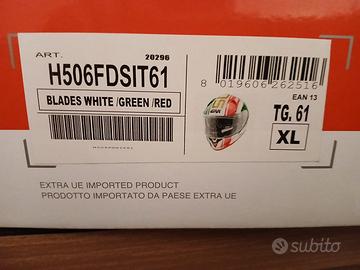 ART. 20296
H506FDSIT61
BLADES WHITE /GREEN /RED
8 019606 262516
EAN 13
TG. 61
XL
EXTRA UE IMPORTED PRODUCT
PRODOTTO IMPORTATO DA PAESE EXTRA UE
subito